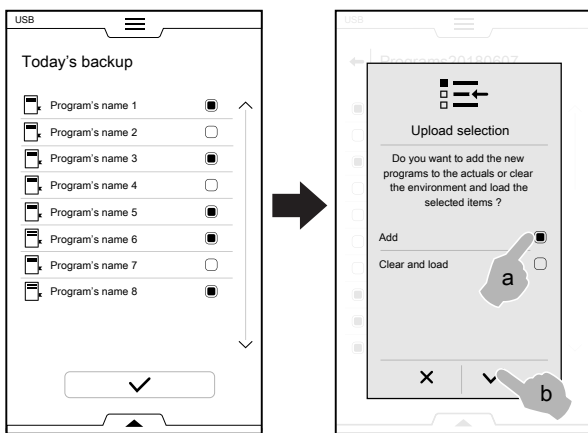 USB
Today's backup
Program's name 1
Program's name 2
Program's name 3
Program's name 4
Program's name 5
Program's name 6
Program's name 7
Program's name 8
USB
Programs20180607
Upload selection
Do you want to add the new
programs to the actuals or clear
the environment and load the
selected items ?
Add
Clear and load
a
b